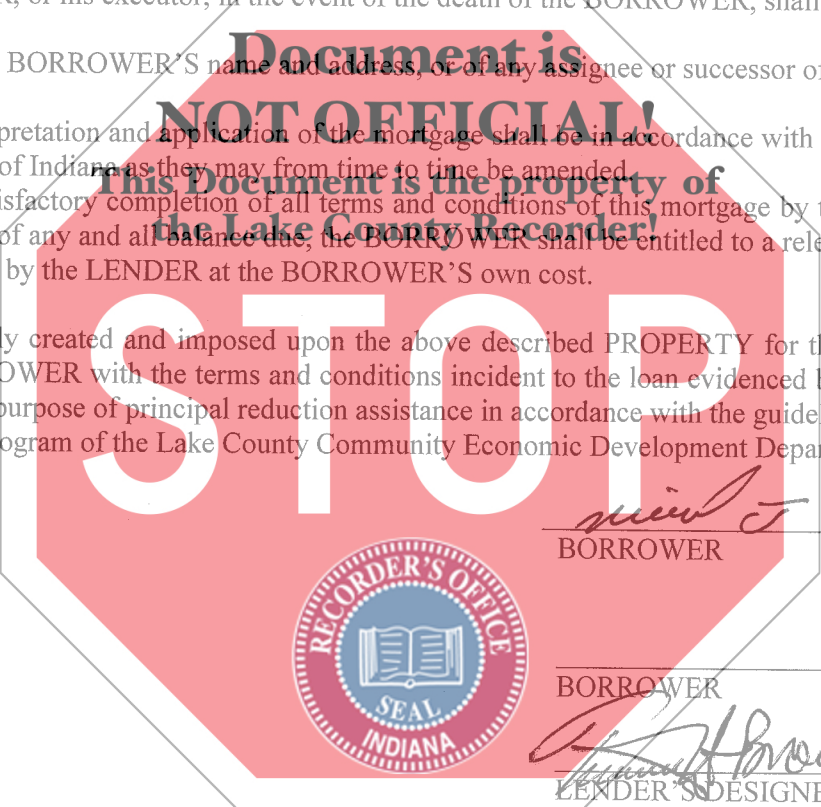 R, or his executor, in the event of the death of the BORROWER, shall
Document is
BORROWER'S name and address, or of any assignee or successor of
NOT OFFICIAL!
pretation and application of the mortgage shall be in accordance with
of Indiana as they may from time to time be amended.
This Document is the property of
isfactory completion of all terms and conditions of this mortgage by
the Lake County Recorder!
of any and all balance due, the BORROWER shall be entitled to a rele
by the LENDER at the BORROWER'S own cost.
STOP
ly created and imposed upon the above described PROPERTY for th
OWER with the terms and conditions incident to the loan evidenced b
purpose of principal reduction assistance in accordance with the guidel
ogram of the Lake County Community Economic Development Depar
BORROWER
RECORDER'S OFFICE
SEAL
INDIANA
BORROWER
LENDER'S DESIGNE